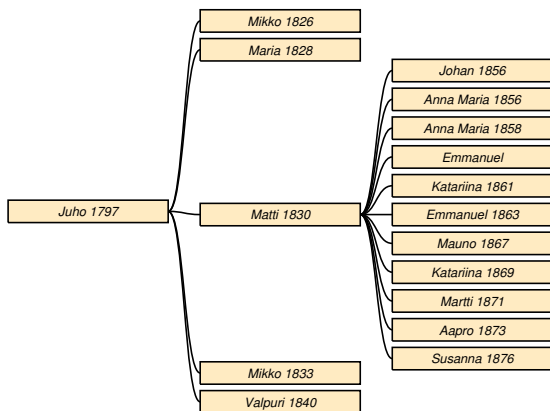 Juho 1797
Mikko 1826
Maria 1828
Matti 1830
Mikko 1833
Valpuri 1840
Johan 1856
Anna Maria 1856
Anna Maria 1858
Emmanuel
Katariina 1861
Emmanuel 1863
Mauno 1867
Katariina 1869
Martti 1871
Aapro 1873
Susanna 1876